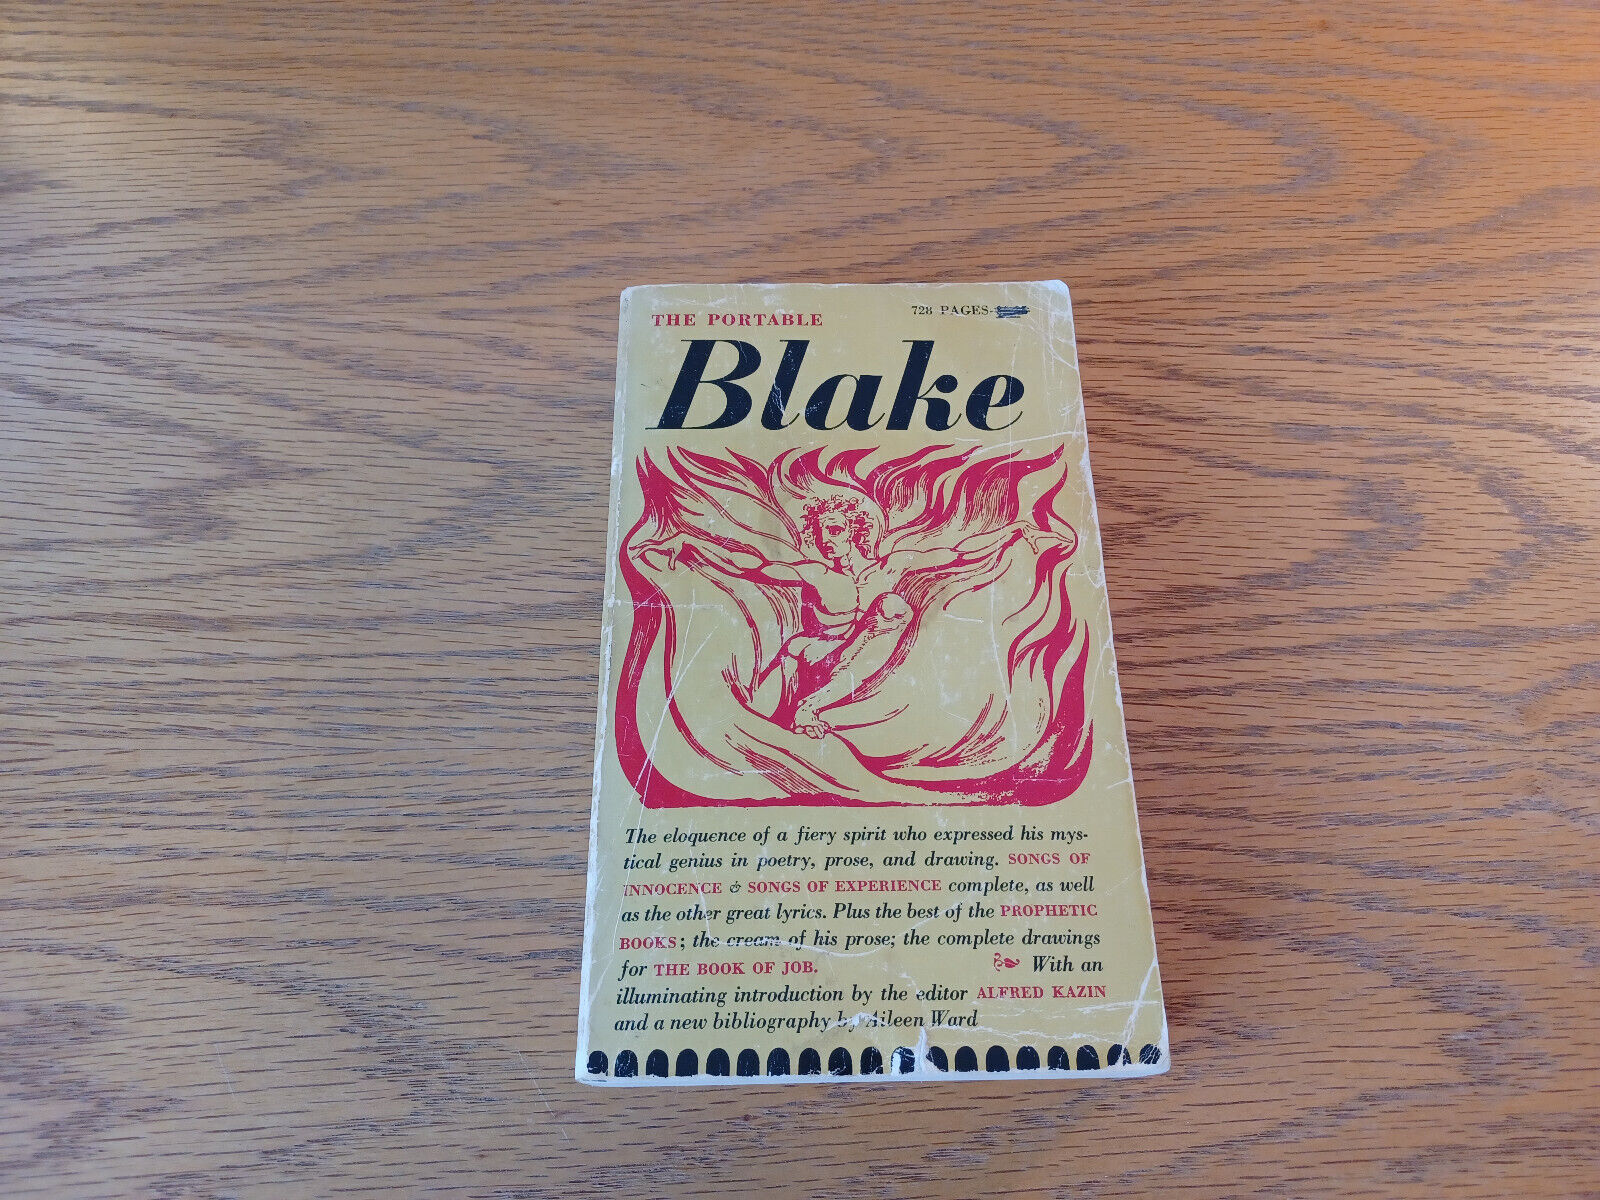 THE PORTABLE
728 PAGES-
Blake
The eloquence of a fiery spirit who expressed his mys-
tical genius in poetry, prose, and drawing. SONGS OF
INNOCENCE & SONGS OF EXPERIENCE complete, as well
as the other great lyrics. Plus the best of the PROPHETIC
BOOKS; the cream of his prose; the complete drawings
for THE BOOK OF JOB. With an
illuminating introduction by the editor ALFRED KAZIN
and a new bibliography by Aileen Ward